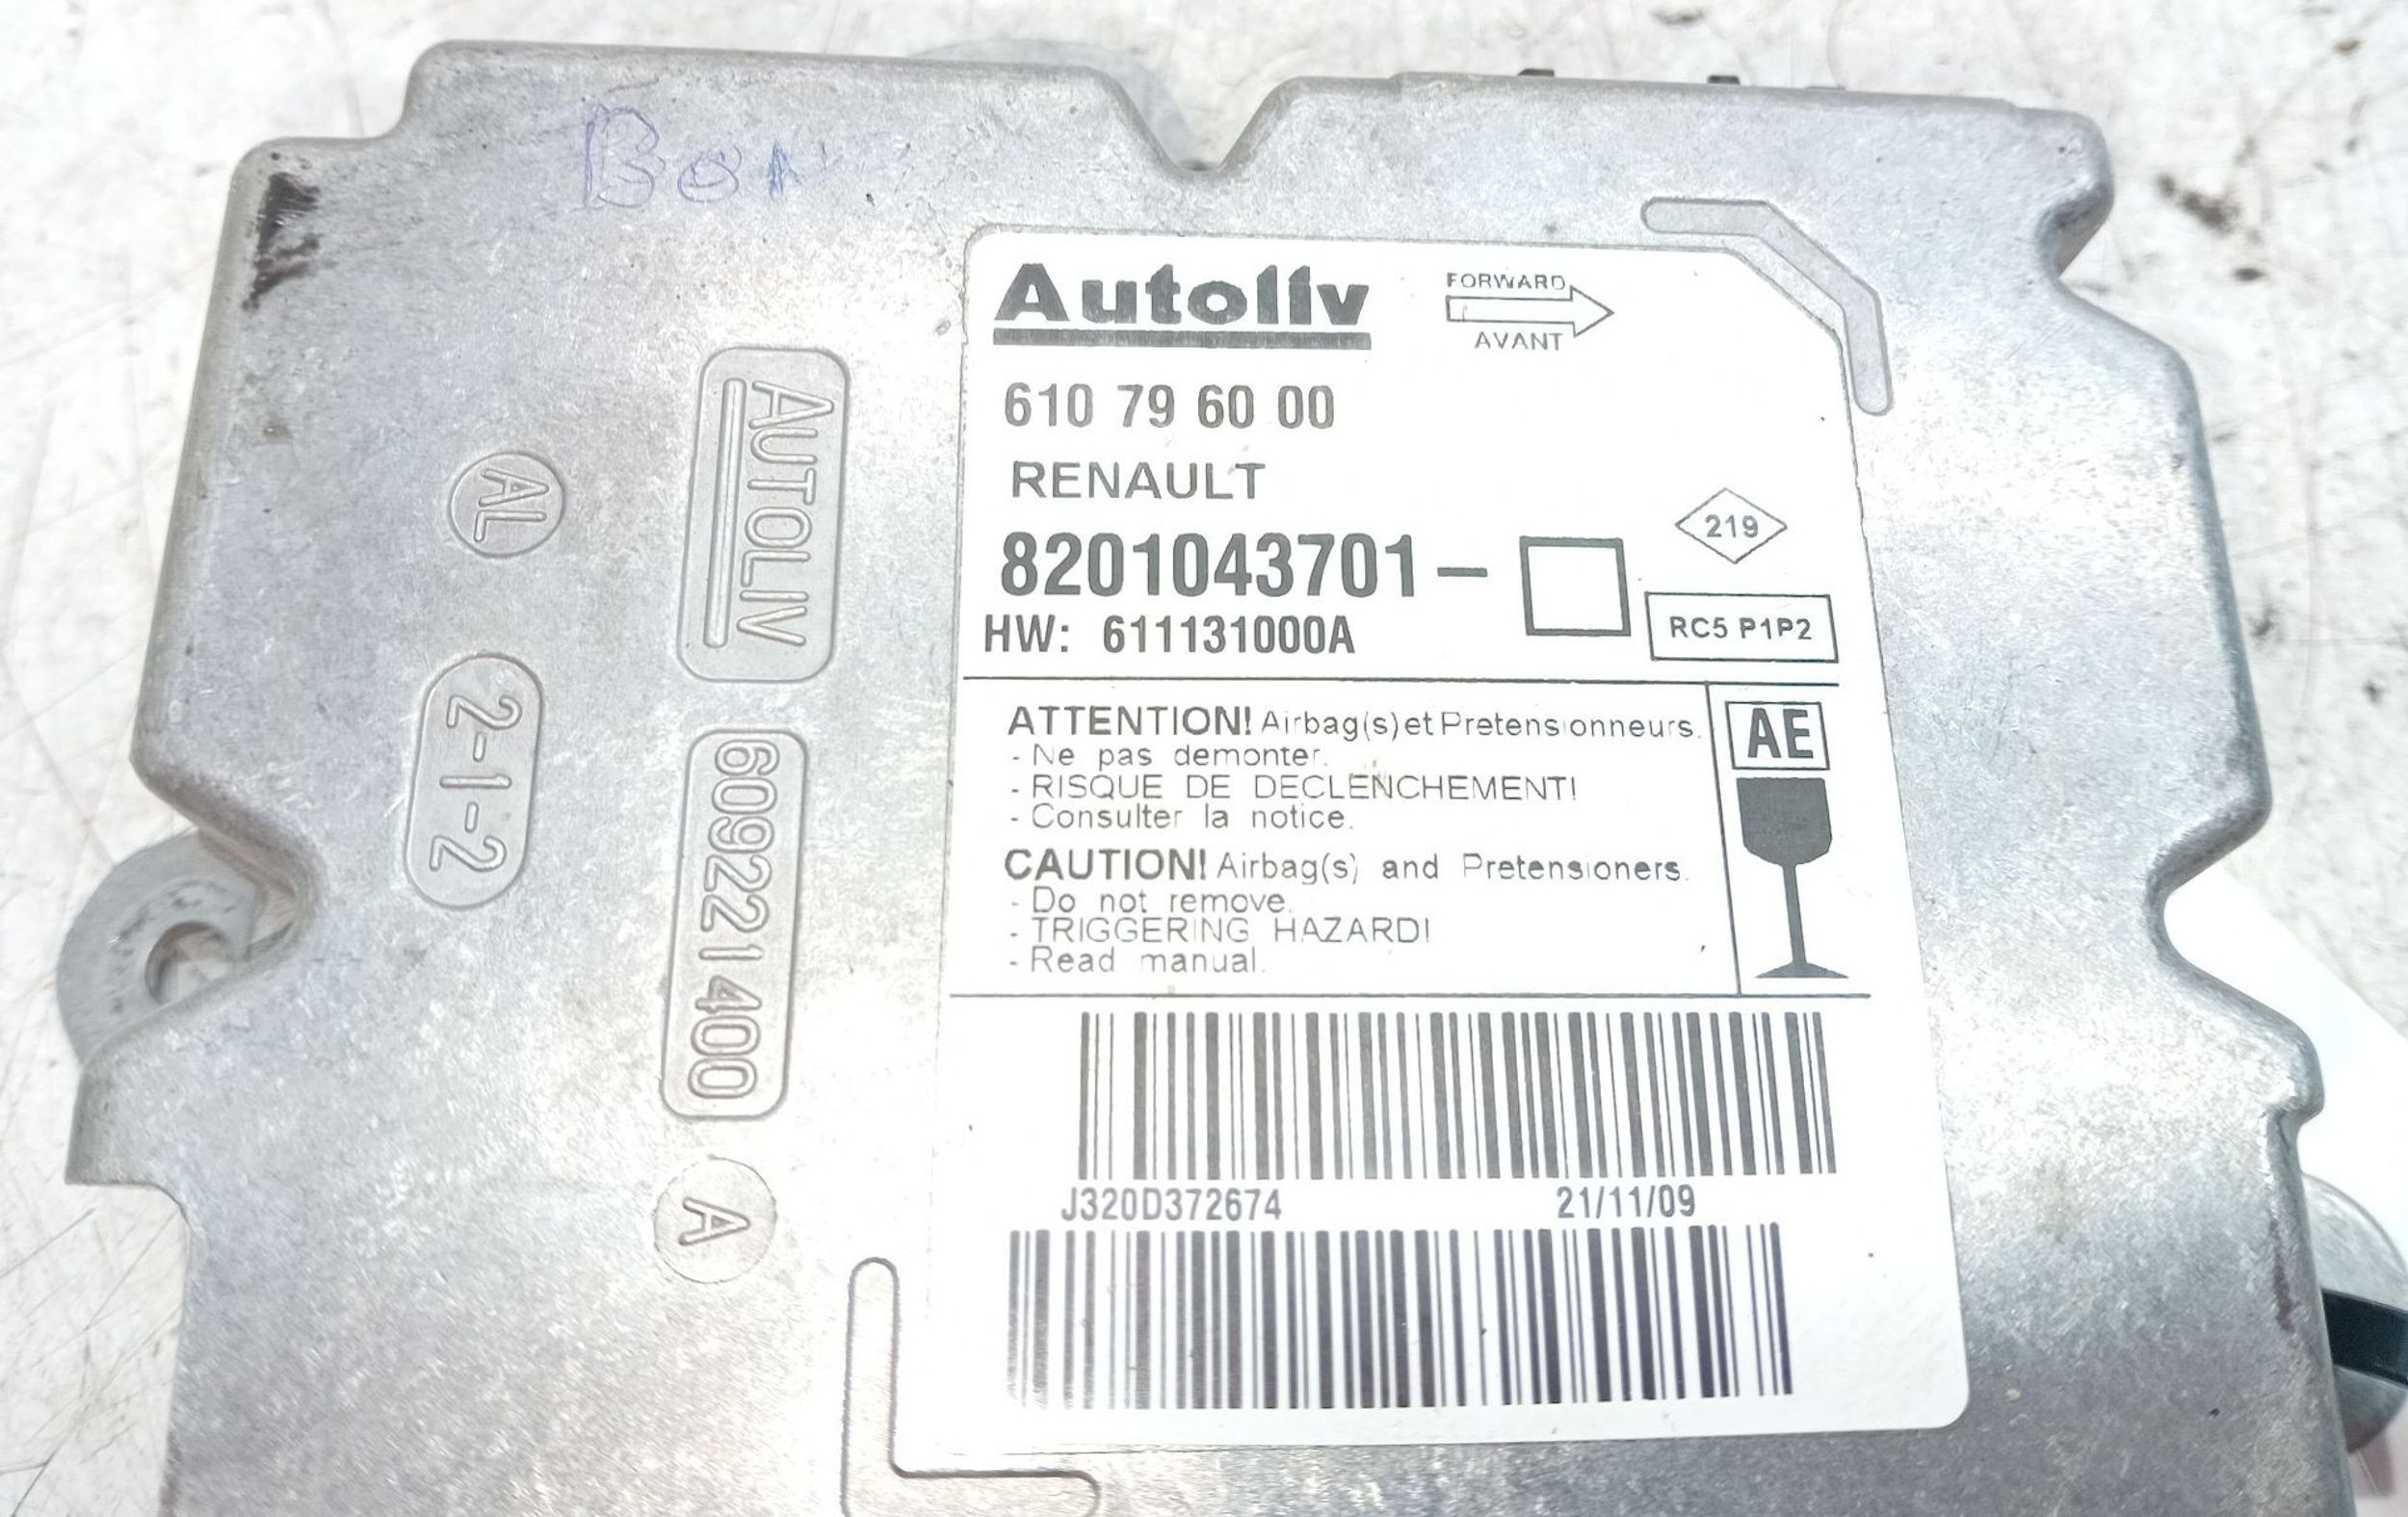 Bon
Autoliv
FORWARD
AVANT
610 79 60 00
RENAULT
8201043701-
219
HW: 611131000A
RC5 P1P2
ATTENTION! Airbag(s) et Pretensionneurs.
- Ne pas demonter.
- RISQUE DE DECLENCHEMENT!
- Consulter la notice.
AE
CAUTION! Airbag(s) and Pretensioners.
- Do not remove.
- TRIGGERING HAZARD!
- Read manual.
J320D372674 21/11/09
AUTOLIV
609221400
A
AL
2-1-2